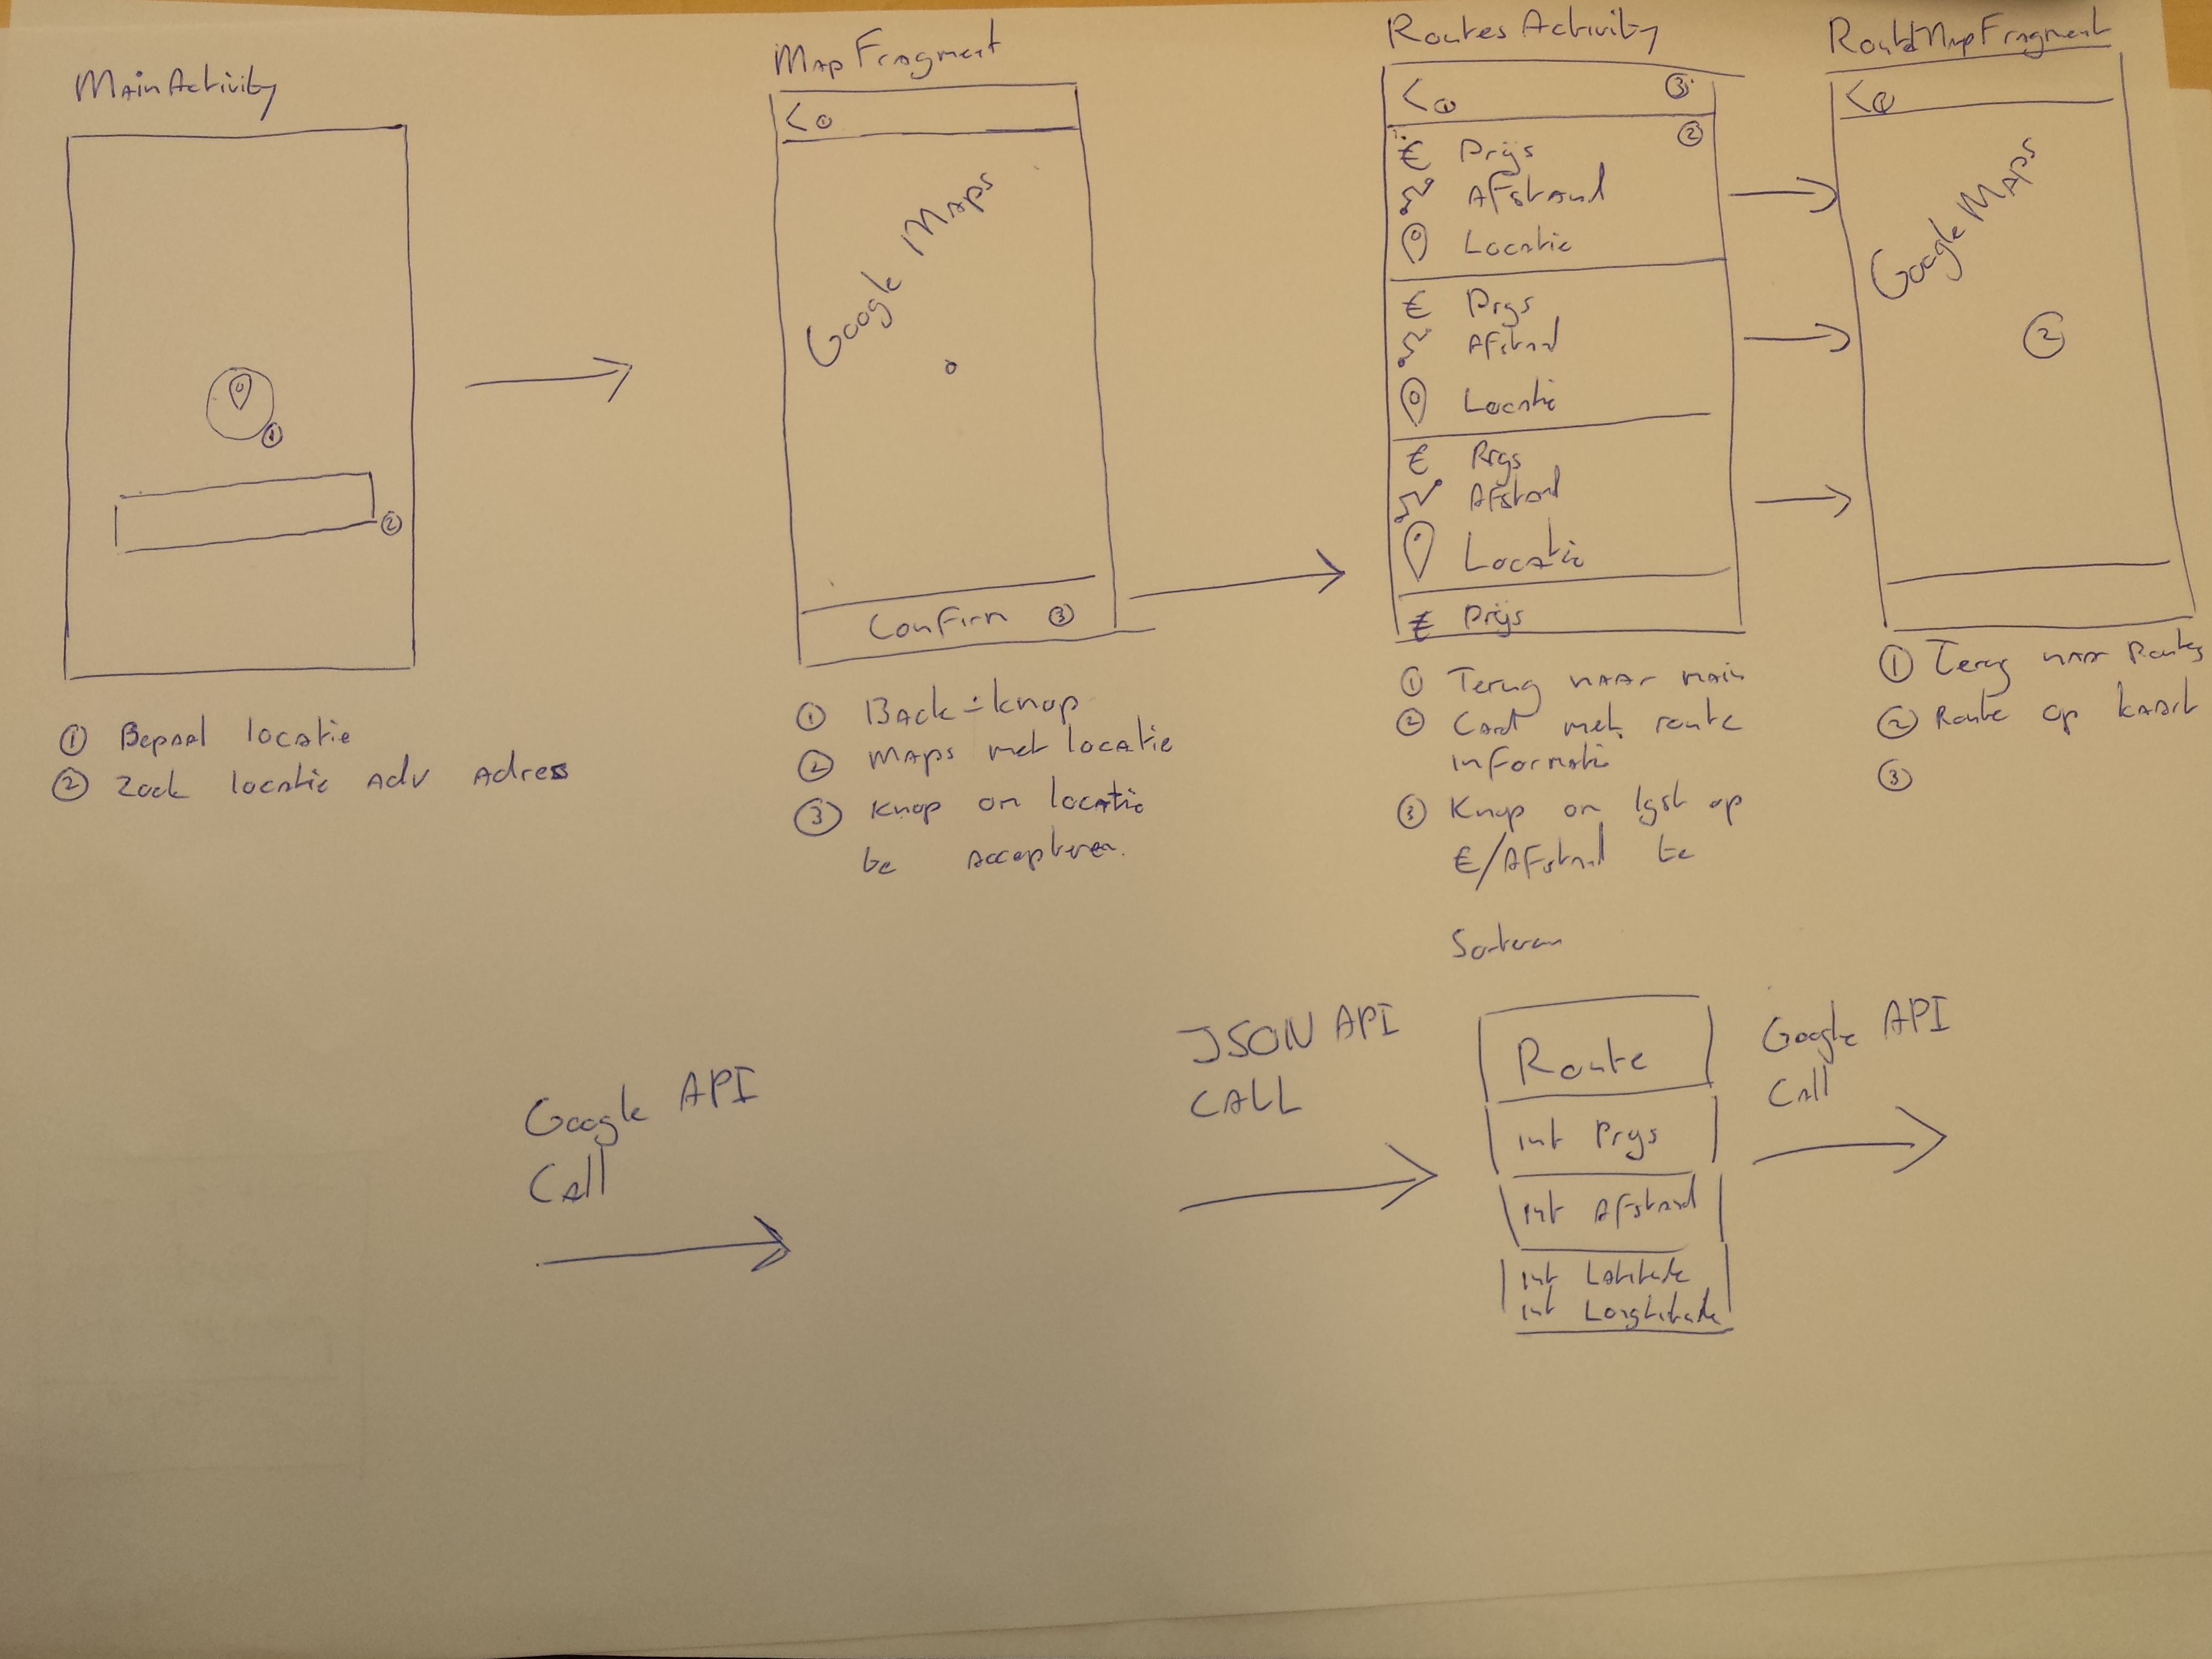 MainActivity
① Bepaal locatie
② Zoek locatie adv adres
MapFragment
< ①
Google Maps
Confirm ③
① Back-knop
② Maps met locatie
③ Knop om locatie
te accepteren.
RoutesActivity
< ① ③
②
€ Prijs
Afstand
Locatie
€ Prijs
Afstand
Locatie
€ Prijs
Afstand
Locatie
€ Prijs
① Terug naar main
② Card met route
informatie
③ Knop om lijst op
€/Afstand te
Sorteren
RouteMapFragment
< ①
Google Maps
②
① Terug naar Routes
② Route op kaart
③
Google API
Call
JSON API
CALL
Route
int Prijs
int Afstand
int Latitude
int Longtitude
Google API
Call